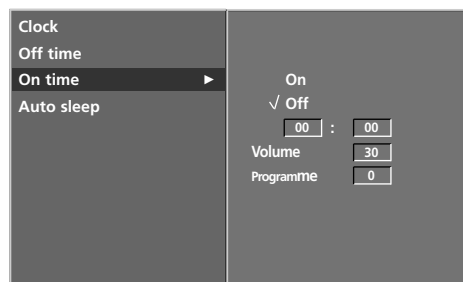 Clock
Off time
On time ►
Auto sleep
On
√ Off
00 : 00
Volume 30
Programme 0